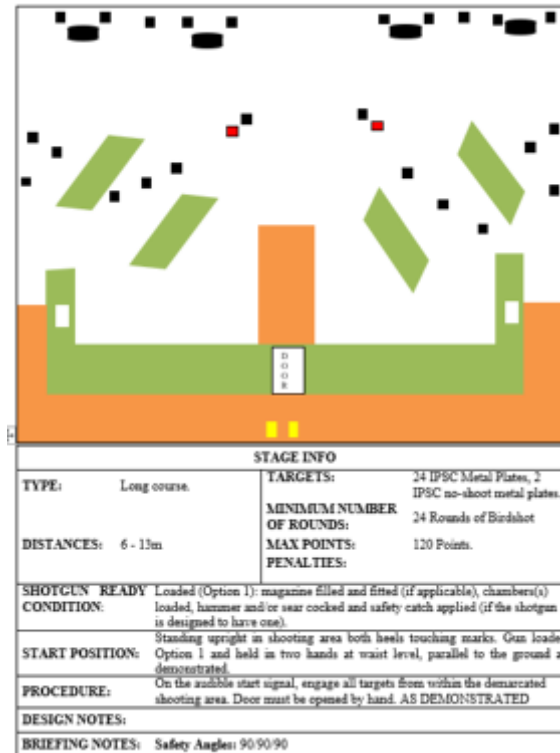 D
O
O
R
STAGE INFO
TYPE: Long course.
TARGETS: 24 IPSC Metal Plates, 2
IPSC no-shoot metal plates.
MINIMUM NUMBER
OF ROUNDS: 24 Rounds of Birdshot
DISTANCES: 6 - 13m
MAX POINTS: 120 Points.
PENALTIES:
SHOTGUN READY
CONDITION:
Loaded (Option 1): magazine filled and fitted (if applicable), chambers(s)
loaded, hammer and/or sear cocked and safety catch applied (if the shotgun
is designed to have one).
START POSITION:
Standing upright in shooting area both heels touching marks. Gun loade
Option 1 and held in two hands at waist level, parallel to the ground a
demonstrated.
PROCEDURE:
On the audible start signal, engage all targets from within the demarcated
shooting area. Door must be opened by hand. AS DEMONSTRATED
DESIGN NOTES:
BRIEFING NOTES: Safety Angles: 90/90/90